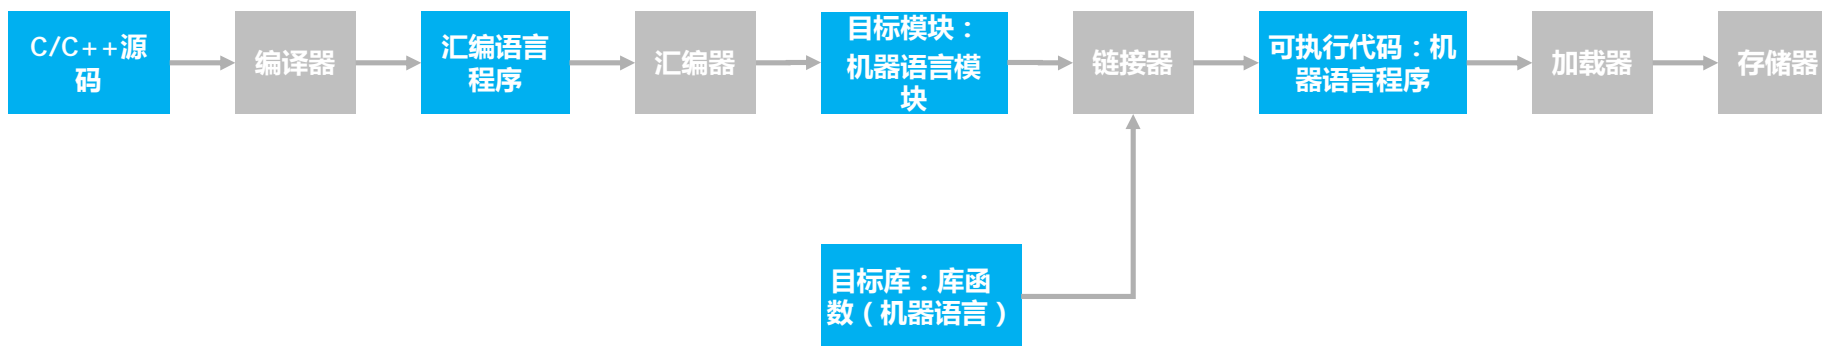 C/C++源
码
编译器
汇编语言
程序
汇编器
目标模块：
机器语言模
块
链接器
可执行代码：机
器语言程序
加载器
存储器
目标库：库函
数（机器语言）